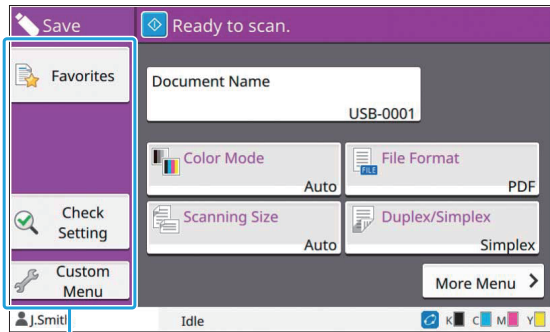 Save
Ready to scan.
Favorites
Document Name
USB-0001
Color Mode
Auto
File Format
FILE
PDF
Check
Setting
Scanning Size
Auto
Duplex/Simplex
Simplex
Custom
Menu
More Menu
J.Smith
Idle
K C M Y